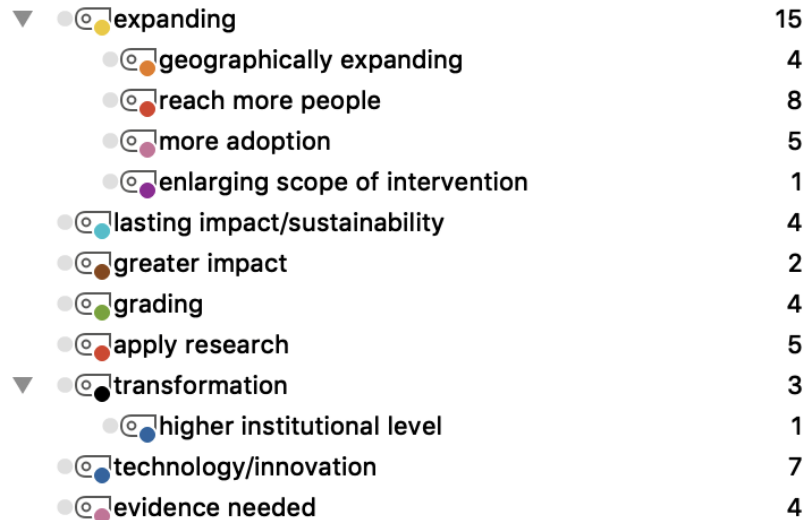 expanding 15
geographically expanding 4
reach more people 8
more adoption 5
enlarging scope of intervention 1
lasting impact/sustainability 4
greater impact 2
grading 4
apply research 5
transformation 3
higher institutional level 1
technology/innovation 7
evidence needed 4